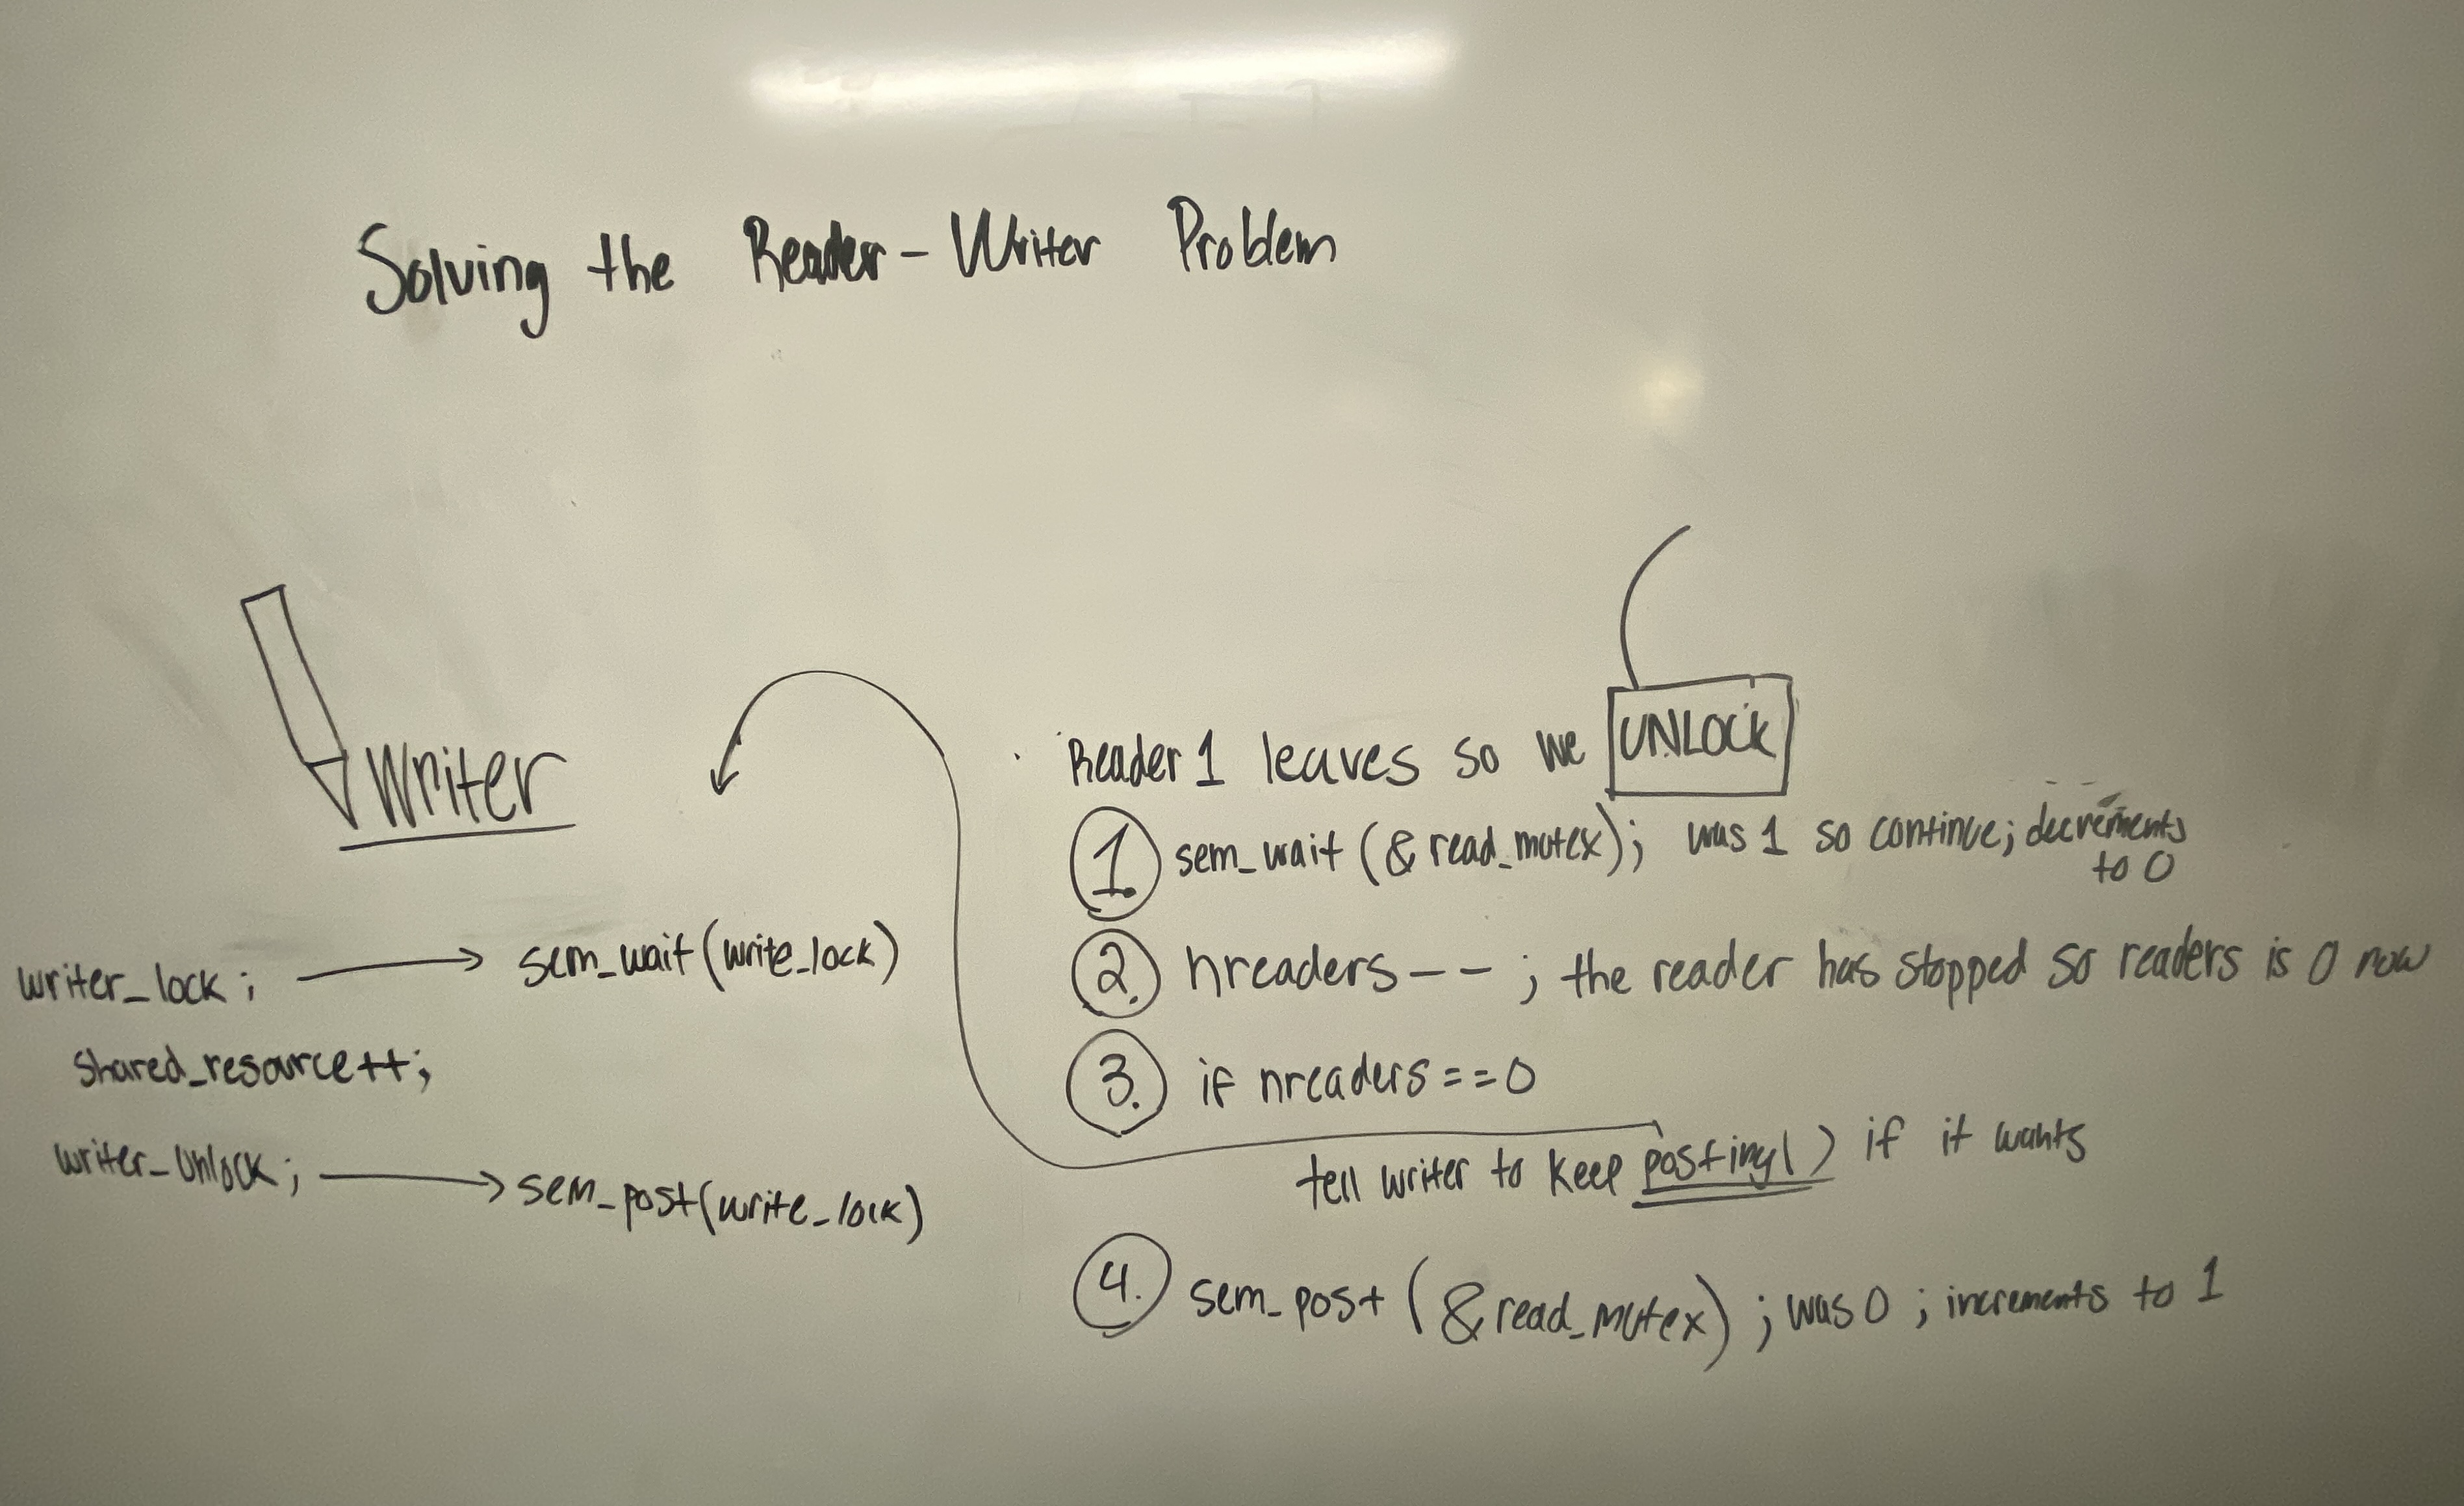 Solving the Reader - Writer Problem
Writer
writer_lock; → sem_wait(write_lock)
shared_resource++;
writer_unlock; → sem_post(write_lock)
Reader 1 leaves so we UNLOCK
1. sem_wait (& read_mutex); was 1 so continue; decrements
to 0
2. nreaders--; the reader has stopped so readers is 0 now
3. if nreaders==0
tell writer to keep posting() if it wants
4. sem_post (& read_mutex); was 0; increments to 1